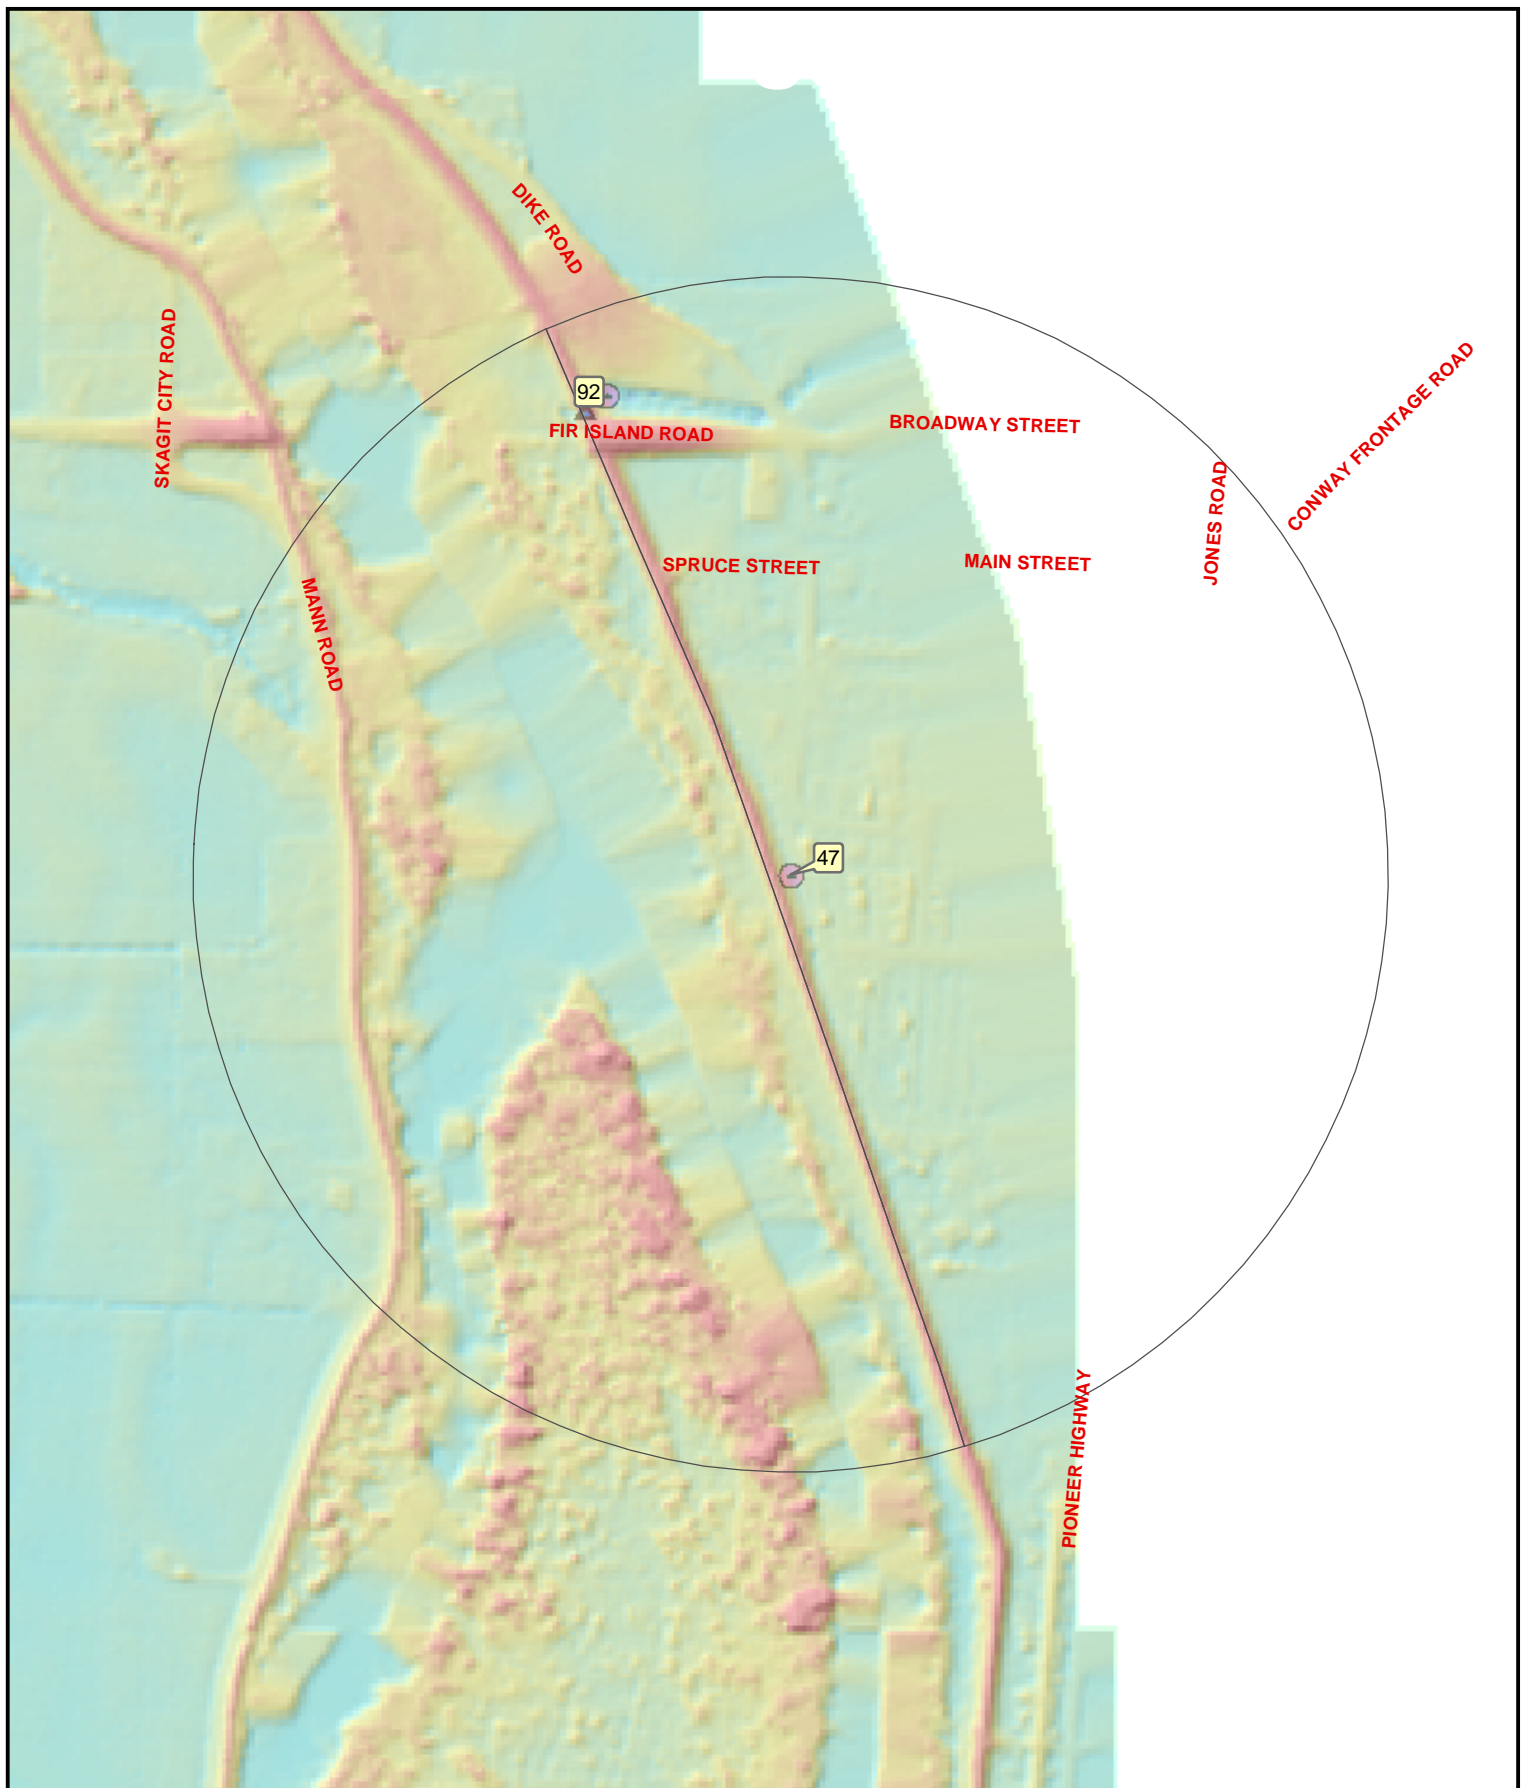 DIKE ROAD
SKAGIT CITY ROAD
CONWAY FRONTAGE ROAD
92
FIR ISLAND ROAD
BROADWAY STREET
JONES ROAD
SPRUCE STREET
MAIN STREET
MANN ROAD
47
PIONEER HIGHWAY